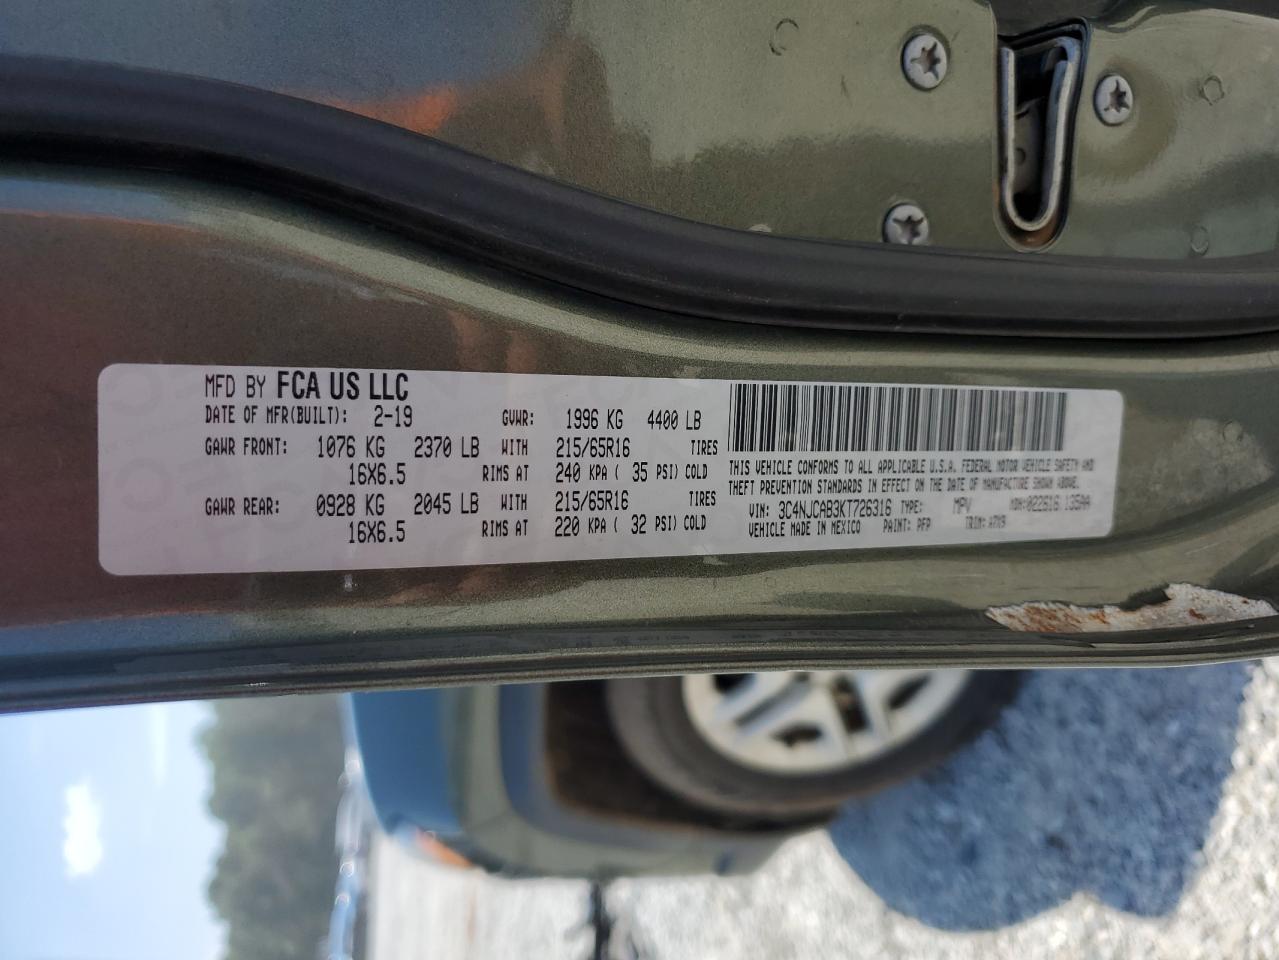 MFD BY FCA US LLC
DATE OF MFR(BUILT): 2-19 GVWR: 1996 KG 4400 LB
GAWR FRONT: 1076 KG 2370 LB WITH 215/65R16 TIRES
16X6.5 RIMS AT 240 KPA ( 35 PSI) COLD
GAWR REAR: 0928 KG 2045 LB WITH 215/65R16 TIRES
16X6.5 RIMS AT 220 KPA ( 32 PSI) COLD
THIS VEHICLE CONFORMS TO ALL APPLICABLE U.S.A. FEDERAL MOTOR VEHICLE SAFETY AND
THEFT PREVENTION STANDARDS IN EFFECT ON THE DATE OF MANUFACTURE SHOWN ABOVE.
VIN: 3C4NJCAB3KT726316 TYPE: MPV MDH:022616 135AA
VEHICLE MADE IN MEXICO PAINT: PFP TRIM: